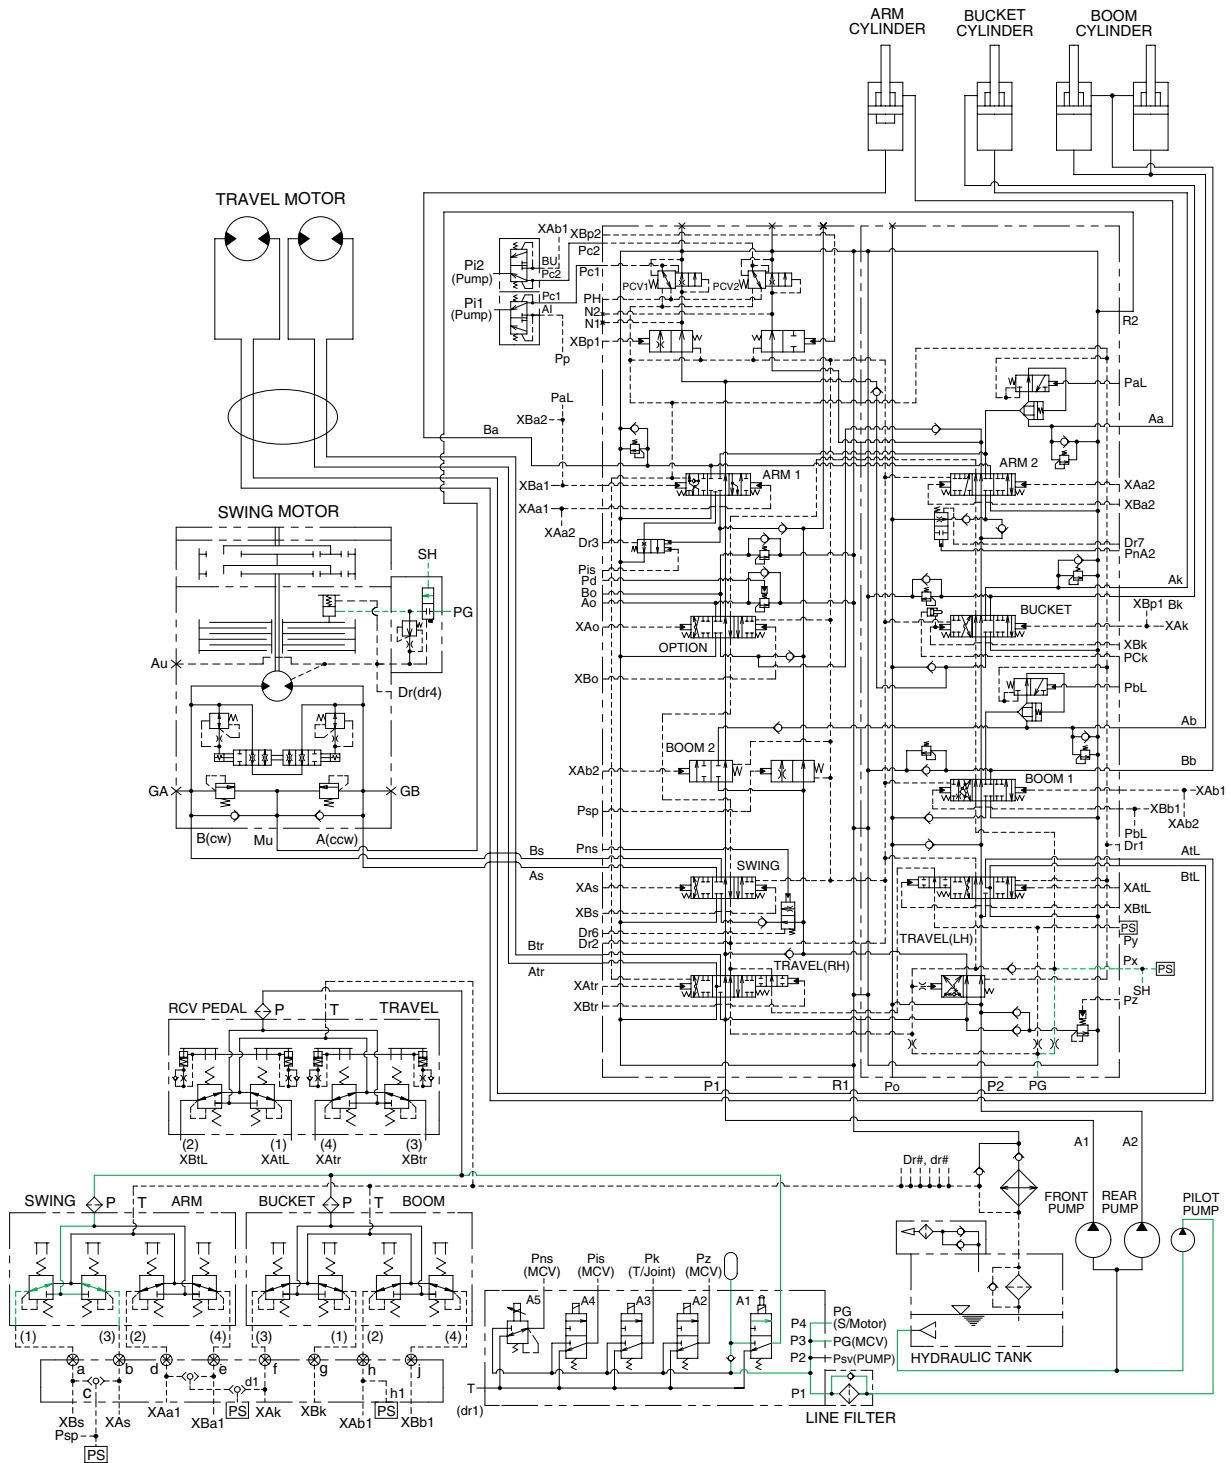 ARM
CYLINDER
BUCKET
CYLINDER
BOOM
CYLINDER
TRAVEL MOTOR
Pi2
(Pump)
Pi1
(Pump)
XAb1
BU
Pc2
Pc1
AI
Pp
XBp2
Pc2
Pc1
PCV1
PCV2
PH
N2
N1
XBp1
R2
PaL
Aa
PaL
XBa2
Ba
XBa1
XAa1
XAa2
ARM 1
ARM 2
XAa2
XBa2
Dr3
Pis
Pd
Bo
Ao
XAo
OPTION
XBo
Dr7
PnA2
Ak
XBp1
Bk
BUCKET
XAk
XBk
PCk
PbL
Ab
Bb
SWING MOTOR
SH
PG
Au
Dr(dr4)
GA
GB
B(cw)
Mu
A(ccw)
BOOM 2
XAb2
Psp
BOOM 1
XAb1
XBb1
XAb2
PbL
Dr1
Bs
As
Pns
SWING
XAs
XBs
Dr6
Dr2
AtL
BtL
XAtL
XBtL
PS
Py
TRAVEL(LH)
Btr
Atr
TRAVEL(RH)
XAtr
XBtr
Px
PS
SH
Pz
P1
R1
Po
P2
PG
RCV PEDAL
P
T
TRAVEL
(2)
(1)
(4)
(3)
XBtL
XAtL
XAtr
XBtr
A1
A2
Dr#, dr#
FRONT
PUMP
REAR
PUMP
PILOT
PUMP
SWING
P
T
ARM
BUCKET
P
T
BOOM
(1)
(3)
(2)
(4)
(3)
(1)
(2)
(4)
a
b
d
e
f
g
h
j
c
d1
h1
XBs
XAs
XAa1
XBa1
PS
XAk
XBk
XAb1
PS
XBb1
Psp
PS
Pns
(MCV)
Pis
(MCV)
Pk
(T/Joint)
Pz
(MCV)
A5
A4
A3
A2
A1
T
(dr1)
PG
P4
(S/Motor)
P3
PG(MCV)
P2
Psv(PUMP)
P1
LINE FILTER
HYDRAULIC TANK